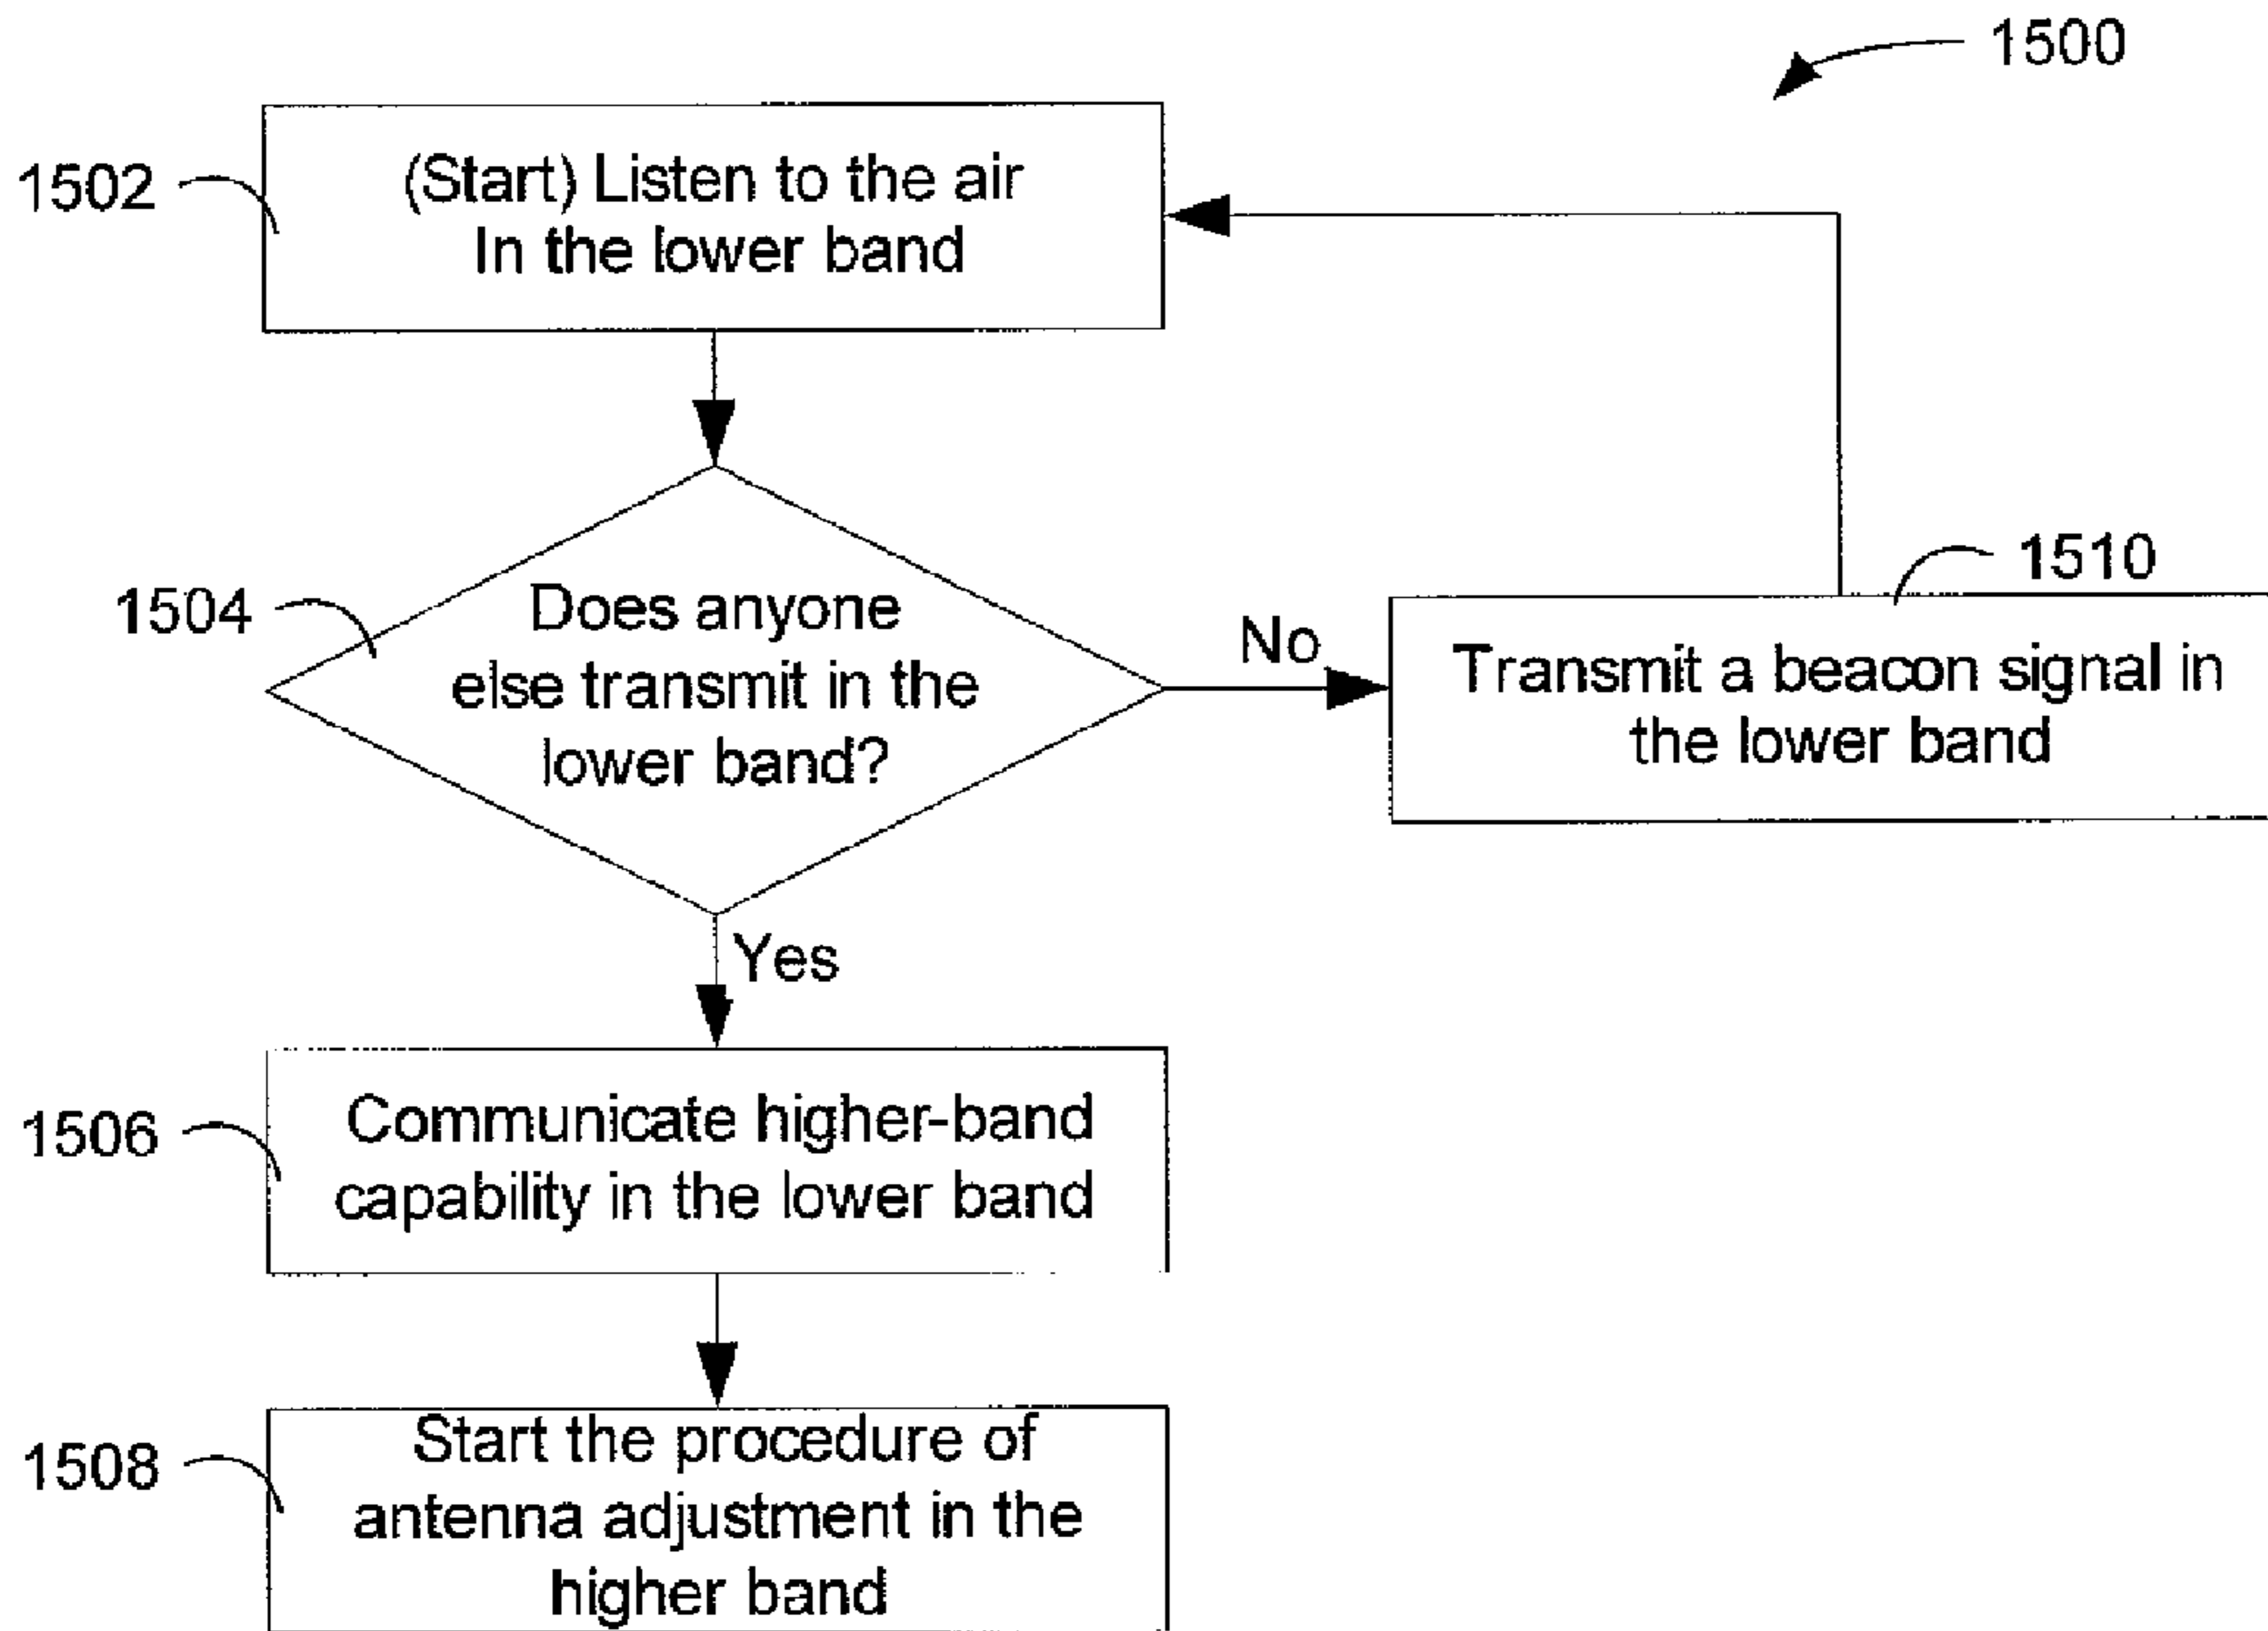 1500
1502
(Start) Listen to the air
In the lower band
1504
Does anyone
else transmit in the
lower band?
No
1510
Transmit a beacon signal in
the lower band
Yes
1506
Communicate higher-band
capability in the lower band
1508
Start the procedure of
antenna adjustment in the
higher band